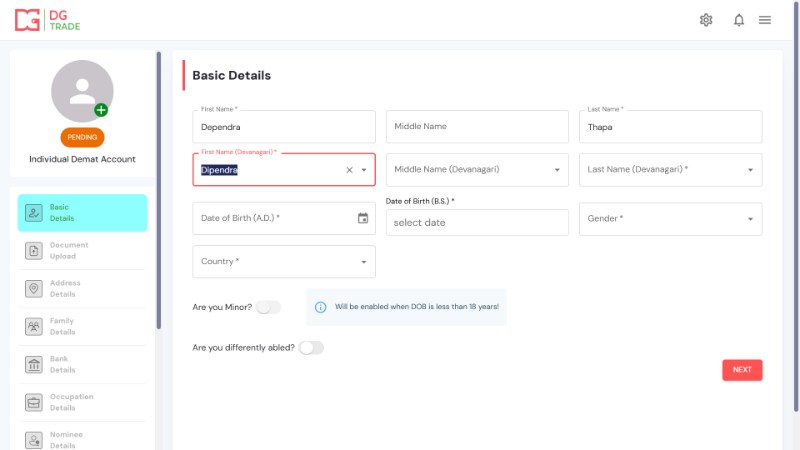 DG
TRADE
PENDING
Individual Demat Account
Basic
Details
Document
Upload
Address
Details
Family
Details
Bank
Details
Occupation
Details
Nominee
Details
Basic Details
First Name *
Dependra
Middle Name
Last Name *
Thapa
First Name (Devanagari) *
Dipendra
Middle Name (Devanagari)
Last Name (Devanagari) *
Date of Birth (A.D.) *
Date of Birth (B.S.) *
select date
Gender *
Country *
Are you Minor?
Will be enabled when DOB is less than 18 years!
Are you differently abled?
NEXT